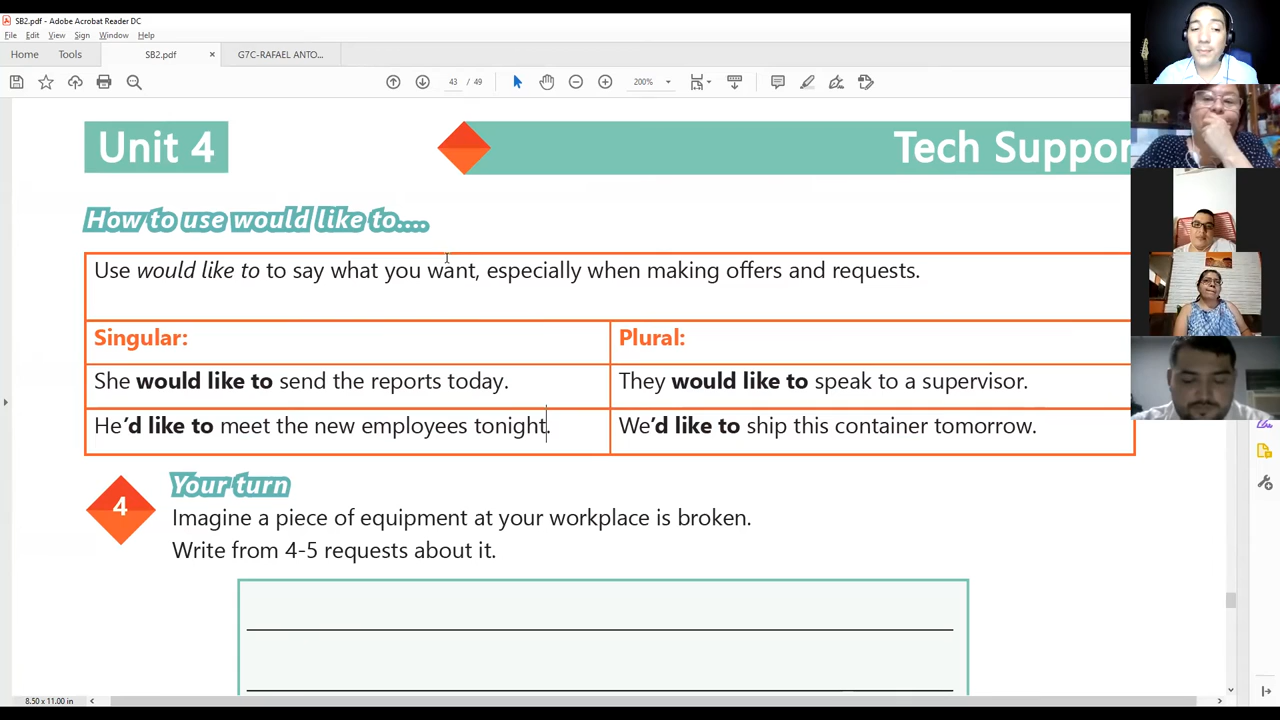 SB2.pdf - Adobe Acrobat Reader DC
File Edit View Sign Window Help
Home Tools SB2.pdf × G7C-RAFAEL ANTO...
43 / 49 200%
Unit 4 Tech Suppor
How to use would like to....
Use would like to to say what you want, especially when making offers and requests.
Singular: Plural:
She would like to send the reports today. They would like to speak to a supervisor.
He'd like to meet the new employees tonight. We'd like to ship this container tomorrow.
4 Your turn
Imagine a piece of equipment at your workplace is broken.
Write from 4-5 requests about it.
8.50 x 11.00 in